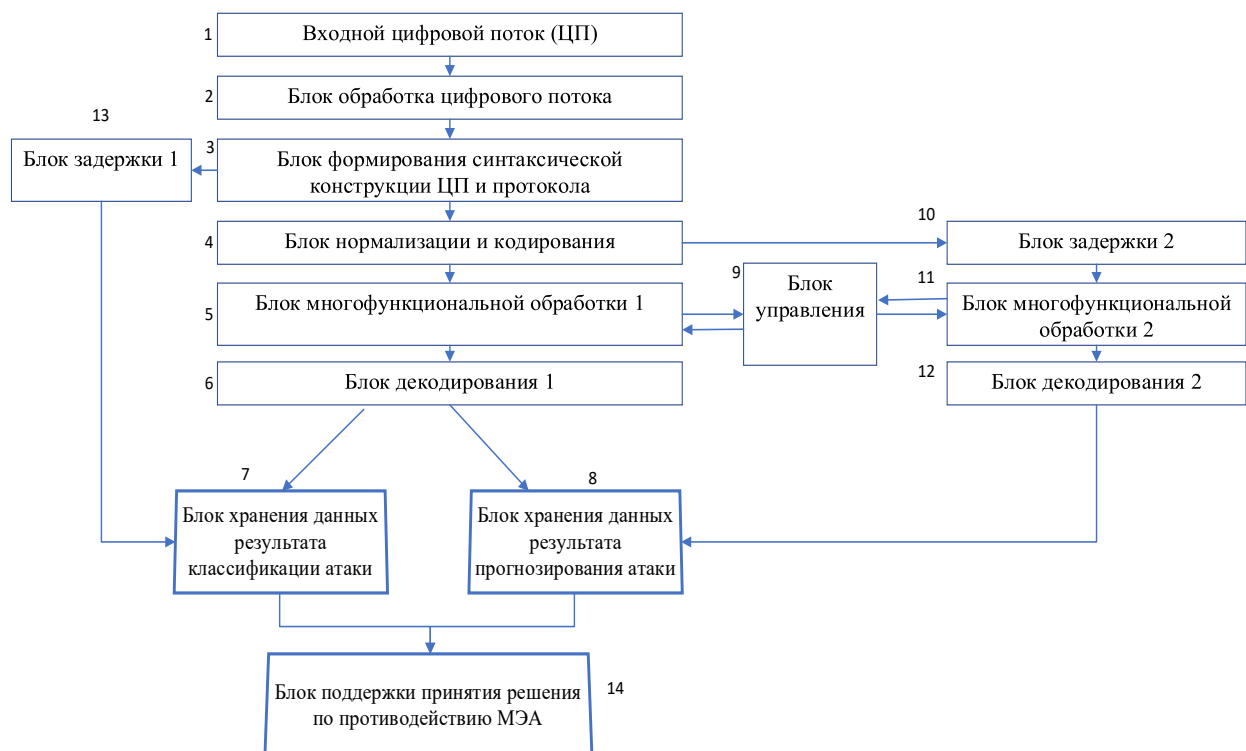 1
Входной цифровой поток (ЦП)
2
Блок обработка цифрового потока
13
Блок задержки 1
3
Блок формирования синтаксической
конструкции ЦП и протокола
4
Блок нормализации и кодирования
10
Блок задержки 2
5
Блок многофункциональной обработки 1
9
Блок
управления
11
Блок многофункциональной
обработки 2
6
Блок декодирования 1
12
Блок декодирования 2
7
Блок хранения данных
результата
классификации атаки
8
Блок хранения данных
результата
прогнозирования атаки
Блок поддержки принятия решения
по противодействию МЭА
14